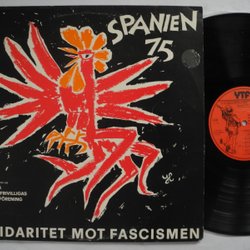 SPANIEN
75
FRIVILLIGAS
FÖRENING
IDARITET MOT FASCISMEN